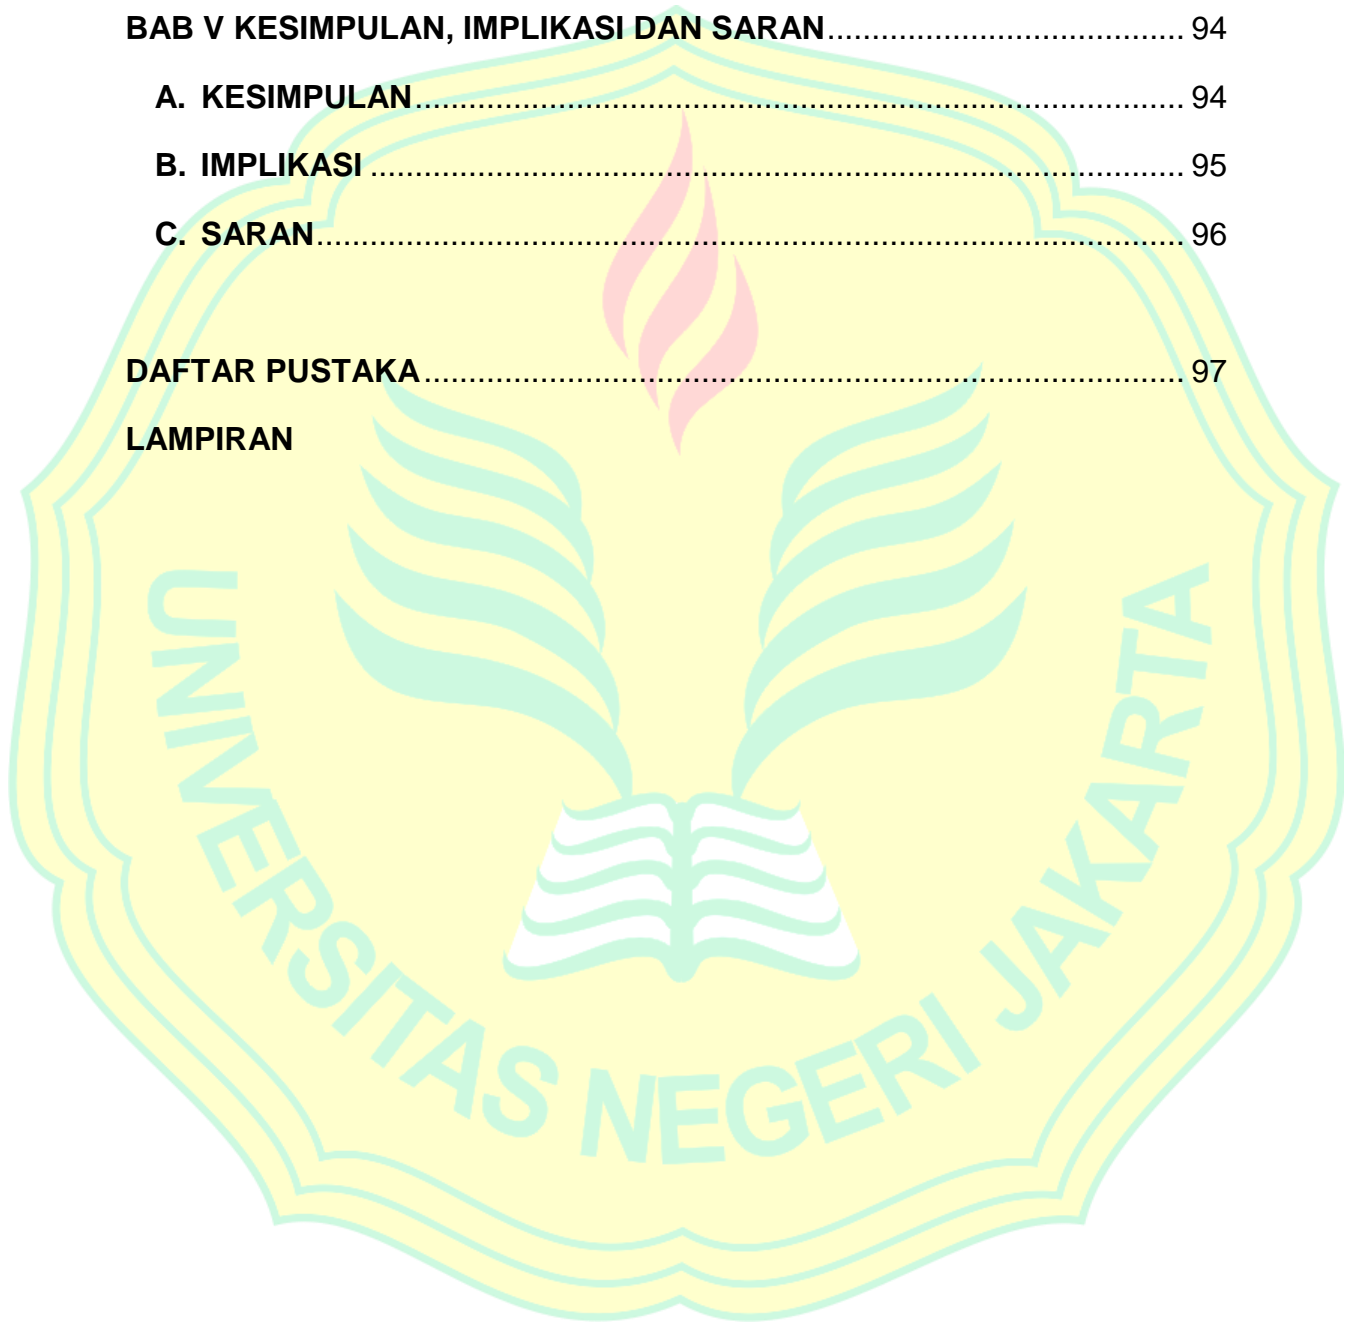 BAB V KESIMPULAN, IMPLIKASI DAN SARAN........................................ 94
A. KESIMPULAN....................................................................................... 94
B. IMPLIKASI ............................................................................................ 95
C. SARAN.................................................................................................. 96
DAFTAR PUSTAKA...................................................................................... 97
LAMPIRAN
UNIVERSITAS NEGERI JAKARTA